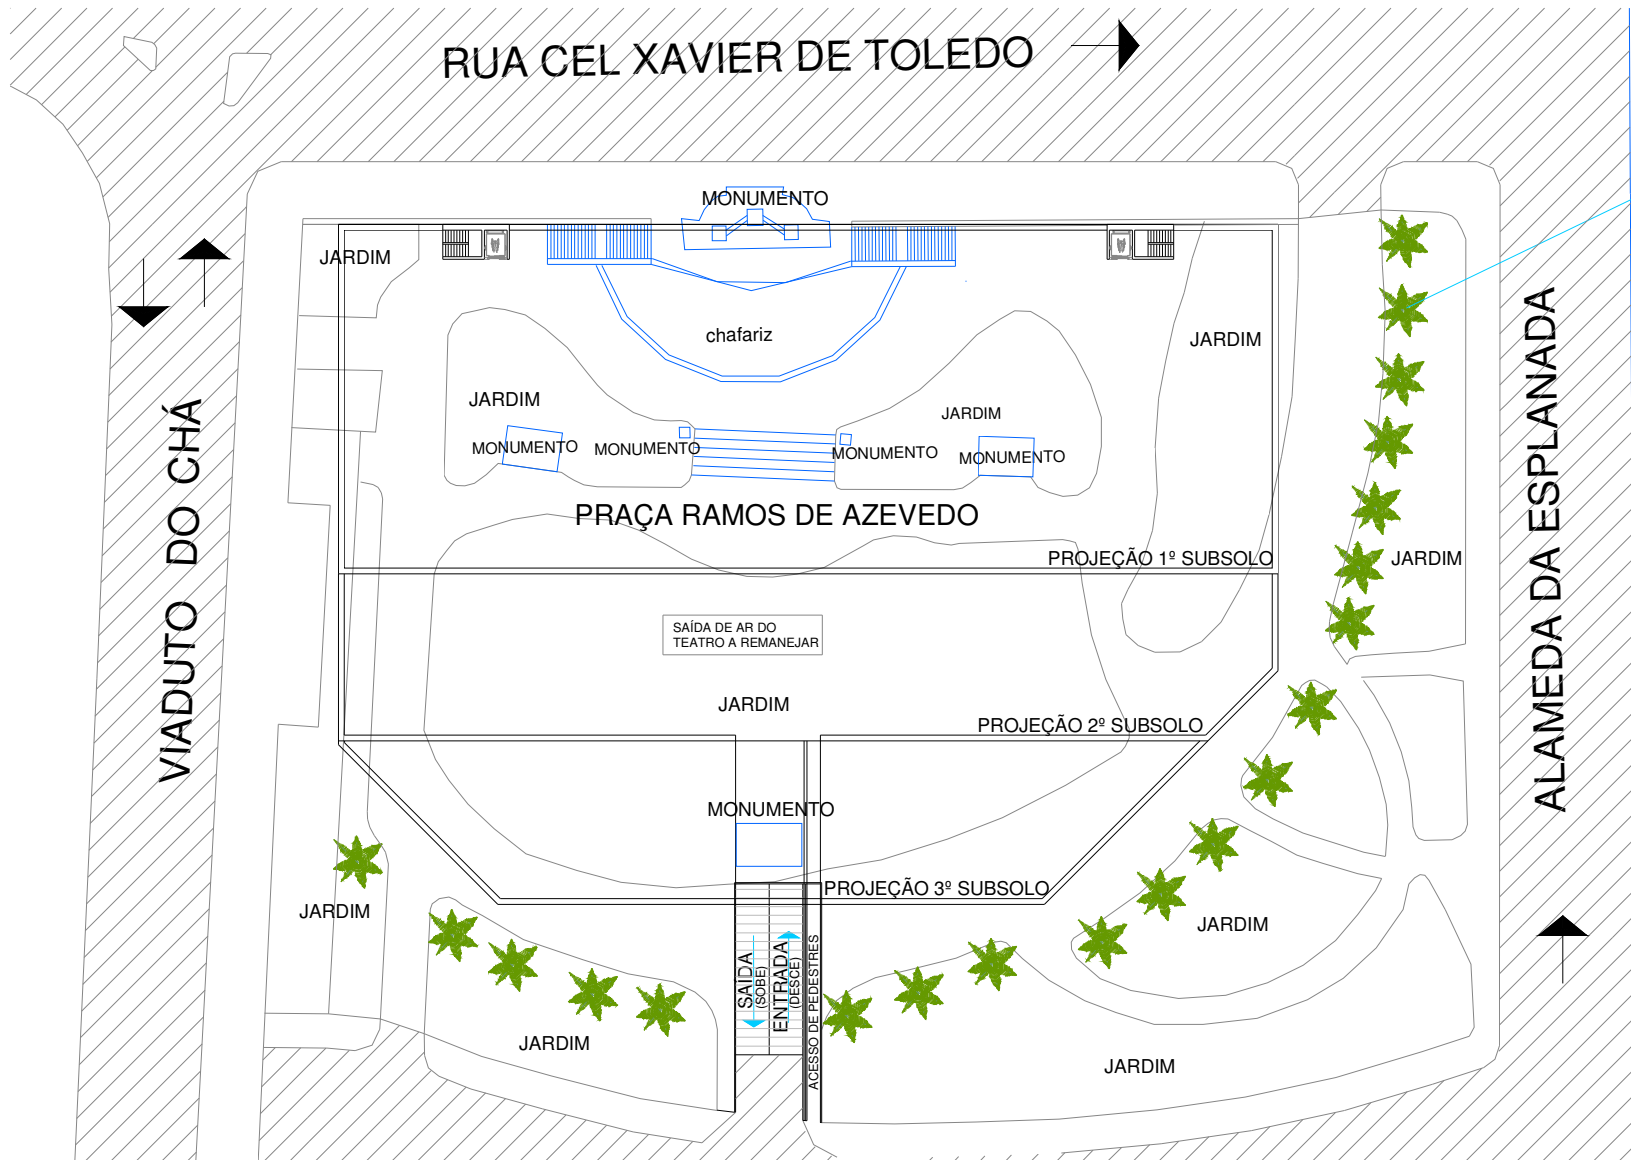 RUA CEL XAVIER DE TOLEDO
MONUMENTO
JARDIM
chafariz
JARDIM
JARDIM
JARDIM
MONUMENTO
MONUMENTO
MONUMENTO
MONUMENTO
PRAÇA RAMOS DE AZEVEDO
PROJEÇÃO 1º SUBSOLO
JARDIM
VIADUTO DO CHÁ
ALAMEDA DA ESPLANADA
SAÍDA DE AR DO
TEATRO A REMANEJAR
JARDIM
PROJEÇÃO 2º SUBSOLO
MONUMENTO
PROJEÇÃO 3º SUBSOLO
JARDIM
JARDIM
SAÍDA
(SOBE)
ENTRADA
(DESCE)
ACESSO DE PEDESTRES
JARDIM
JARDIM